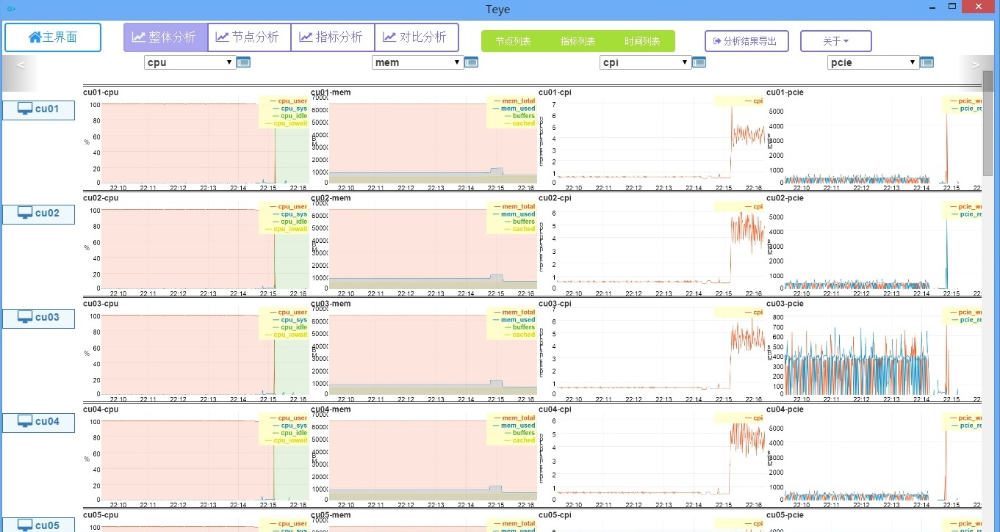 Teye
主界面 整体分析 节点分析 指标分析 对比分析 节点列表 指标列表 时间列表 分析结果导出 关于
< cpu mem cpi pcie >
cu01
cu01-cpu
100
60
40
20
0
%
cpu_user
cpu_sys
cpu_idle
cpu_iowait
22:10 22:11 22:12 22:13 22:14 22:15 22:16
cu01-mem
70000
60000
50000
40000
30000
20000
10000
0
mem_total
mem_used
buffers
cached
22:10 22:11 22:12 22:13 22:14 22:15 22:16
cu01-cpi
7
6
5
4
3
2
1
0
cpi
22:10 22:11 22:12 22:13 22:14 22:15 22:16
cu01-pcie
5000
4000
3000
2000
1000
0
pcie_wr
pcie_re
22:10 22:11 22:12 22:13 22:14 22:15 22:
cu02
cu02-cpu
100
80
60
40
20
0
%
cpu_user
cpu_sys
cpu_idle
cpu_iowait
22:10 22:11 22:12 22:13 22:14 22:15 22:16
cu02-mem
70000
60000
50000
40000
30000
20000
10000
0
mem_total
mem_used
buffers
cached
22:10 22:11 22:12 22:13 22:14 22:15 22:16
cu02-cpi
6
5
4
3
2
1
0
cpi
22:10 22:11 22:12 22:13 22:14 22:15 22:16
cu02-pcie
5000
4000
3000
2000
1000
0
pcie_wr
pcie_re
22:10 22:11 22:12 22:13 22:14 22:15 22:
cu03
cu03-cpu
100
80
60
40
20
0
%
cpu_user
cpu_sys
cpu_idle
cpu_iowait
22:10 22:11 22:12 22:13 22:14 22:15 22:16
cu03-mem
70000
60000
50000
40000
30000
20000
10000
0
mem_total
mem_used
buffers
cached
22:10 22:11 22:12 22:13 22:14 22:15 22:16
cu03-cpi
7
6
5
4
3
2
1
0
cpi
22:10 22:11 22:12 22:13 22:14 22:15 22:16
cu03-pcie
800
700
600
500
400
300
200
100
0
pcie_wr
pcie_re
22:10 22:11 22:12 22:13 22:14 22:15 22:
cu04
cu04-cpu
100
80
60
40
20
0
%
cpu_user
cpu_sys
cpu_idle
cpu_iowait
22:10 22:11 22:12 22:13 22:14 22:15 22:16
cu04-mem
70000
60000
50000
40000
30000
20000
10000
0
mem_total
mem_used
buffers
cached
22:10 22:11 22:12 22:13 22:14 22:15 22:16
cu04-cpi
6
5
4
3
2
1
0
cpi
22:10 22:11 22:12 22:13 22:14 22:15 22:16
cu04-pcie
5000
4000
3000
2000
1000
0
pcie_wr
pcie_re
22:10 22:11 22:12 22:13 22:14 22:15 22:
cu05
cu05-cpu
100
cpu_user
cpu_sys
cu05-mem
70000
60000
mem_total
mem_used
cu05-cpi
6
cpi
cu05-pcie
4000
pcie_wr
pcie_re